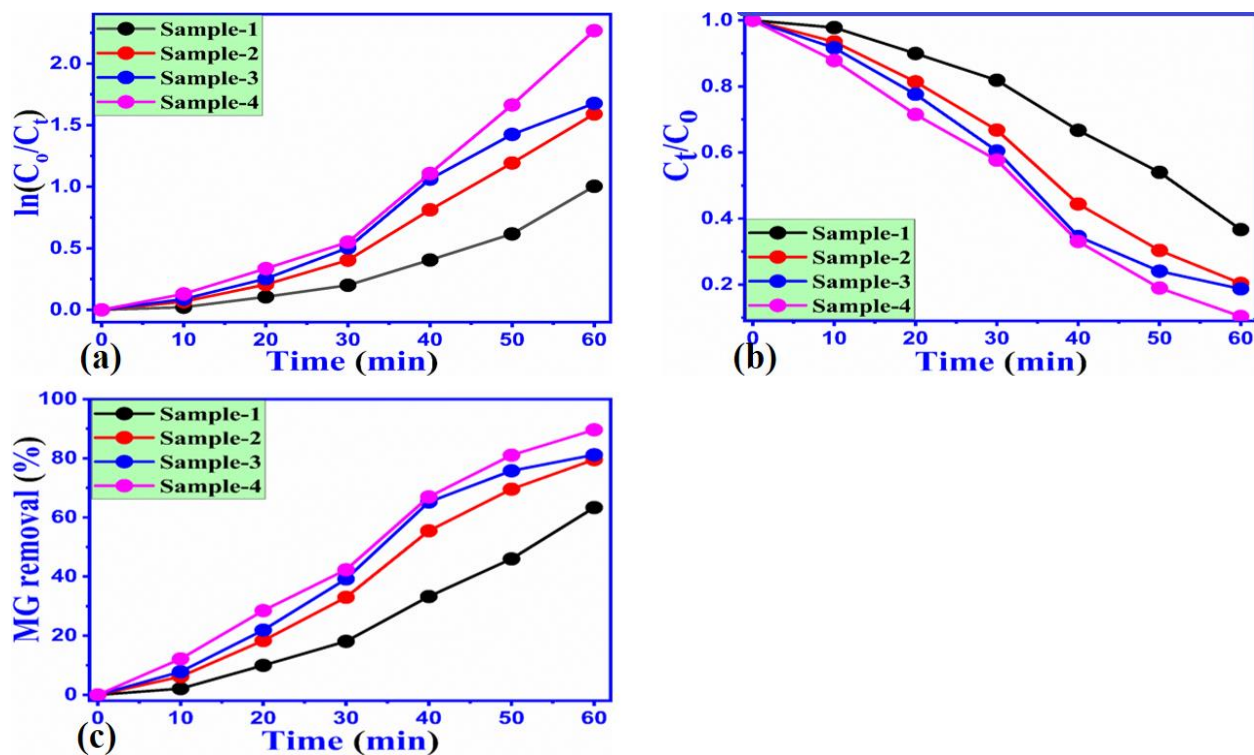 ln(C₀/Cₜ)
2.0
1.5
1.0
0.5
0.0
Sample-1
Sample-2
Sample-3
Sample-4
0 10 20 30 40 50 60
(a) Time (min)
Cₜ/C₀
1.0
0.8
0.6
0.4
0.2
Sample-1
Sample-2
Sample-3
Sample-4
0 10 20 30 40 50 60
(b) Time (min)
MG removal (%)
100
80
60
40
20
0
Sample-1
Sample-2
Sample-3
Sample-4
0 10 20 30 40 50 60
(c) Time (min)